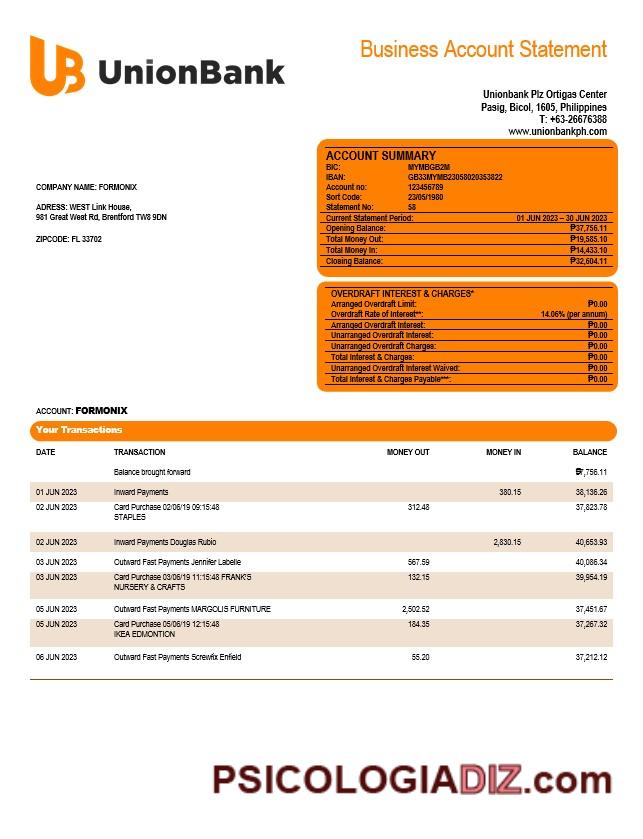 UB UnionBank
Business Account Statement
Unionbank Plz Ortigas Center
Pasig, Bicol, 1605, Philippines
T: +63-26676388
www.unionbankph.com
COMPANY NAME: FORMONIX
ADRESS: WEST Link House,
981 Great West Rd, Brentford TW8 9DN
ZIPCODE: FL 33702
ACCOUNT SUMMARY
BIC: MYMBGB2M
IBAN: GB33MYMB23058020353822
Account no: 123456789
Sort Code: 23/05/1980
Statement No: 58
Current Statement Period: 01 JUN 2023 – 30 JUN 2023
Opening Balance: ₱37,756.11
Total Money Out: ₱19,585.10
Total Money In: ₱14,433.10
Closing Balance: ₱32,604.11
OVERDRAFT INTEREST & CHARGES*
Arranged Overdraft Limit: ₱0.00
Overdraft Rate of Interest**: 14.06% (per annum)
Arranged Overdraft Interest: ₱0.00
Unarranged Overdraft Interest: ₱0.00
Unarranged Overdraft Charges: ₱0.00
Total Interest & Charges: ₱0.00
Unarranged Overdraft Interest Waived: ₱0.00
Total Interest & Charges Payable***: ₱0.00
ACCOUNT: FORMONIX
Your Transactions
DATE TRANSACTION MONEY OUT MONEY IN BALANCE
Balance brought forward 7,756.11
01 JUN 2023 Inward Payments 380.15 38,136.26
02 JUN 2023 Card Purchase 02/06/19 09:15:48 312.48 37,823.78
STAPLES
02 JUN 2023 Inward Payments Douglas Rubio 2,830.15 40,653.93
03 JUN 2023 Outward Fast Payments Jennifer Labelle 567.59 40,086.34
03 JUN 2023 Card Purchase 03/06/19 11:15:48 FRANK'S 132.15 39,954.19
NURSERY & CRAFTS
05 JUN 2023 Outward Fast Payments MARGOLIS FURNITURE 2,502.52 37,451.67
05 JUN 2023 Card Purchase 05/06/19 12:15:48 184.35 37,267.32
IKEA EDMONTION
06 JUN 2023 Outward Fast Payments Screwfix Enfield 55.20 37,212.12
PSICOLOGIADIZ.com